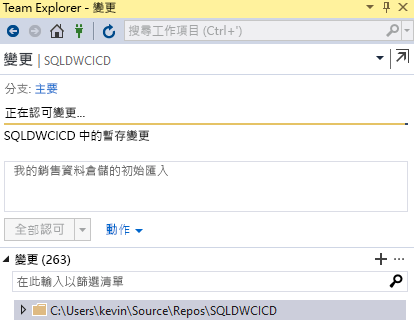 Team Explorer - 變更
搜尋工作項目 (Ctrl+')
變更 | SQLDWCICD
分支: 主要
正在認可變更...
SQLDWCICD 中的暫存變更
我的銷售資料倉儲的初始匯入
全部認可 動作
變更 (263)
在此輸入以篩選清單
C:\Users\kevin\Source\Repos\SQLDWCICD